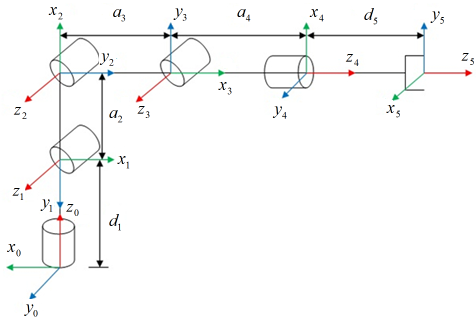 x2 a3 y3 a4 x4 d5 y5
y2 z4 z5
z2 z3 x3 y4 x5
a2
x1
z1
y1 z0 d1
x0
y0